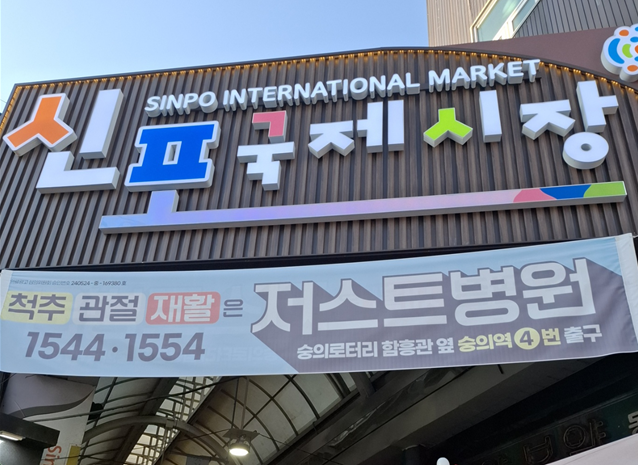 SINPO INTERNATIONAL MARKET
신포국제시장
척추 관절 재활은 저스트병원
1544·1554
숭의로터리 함흥관 옆 숭의역 4번 출구